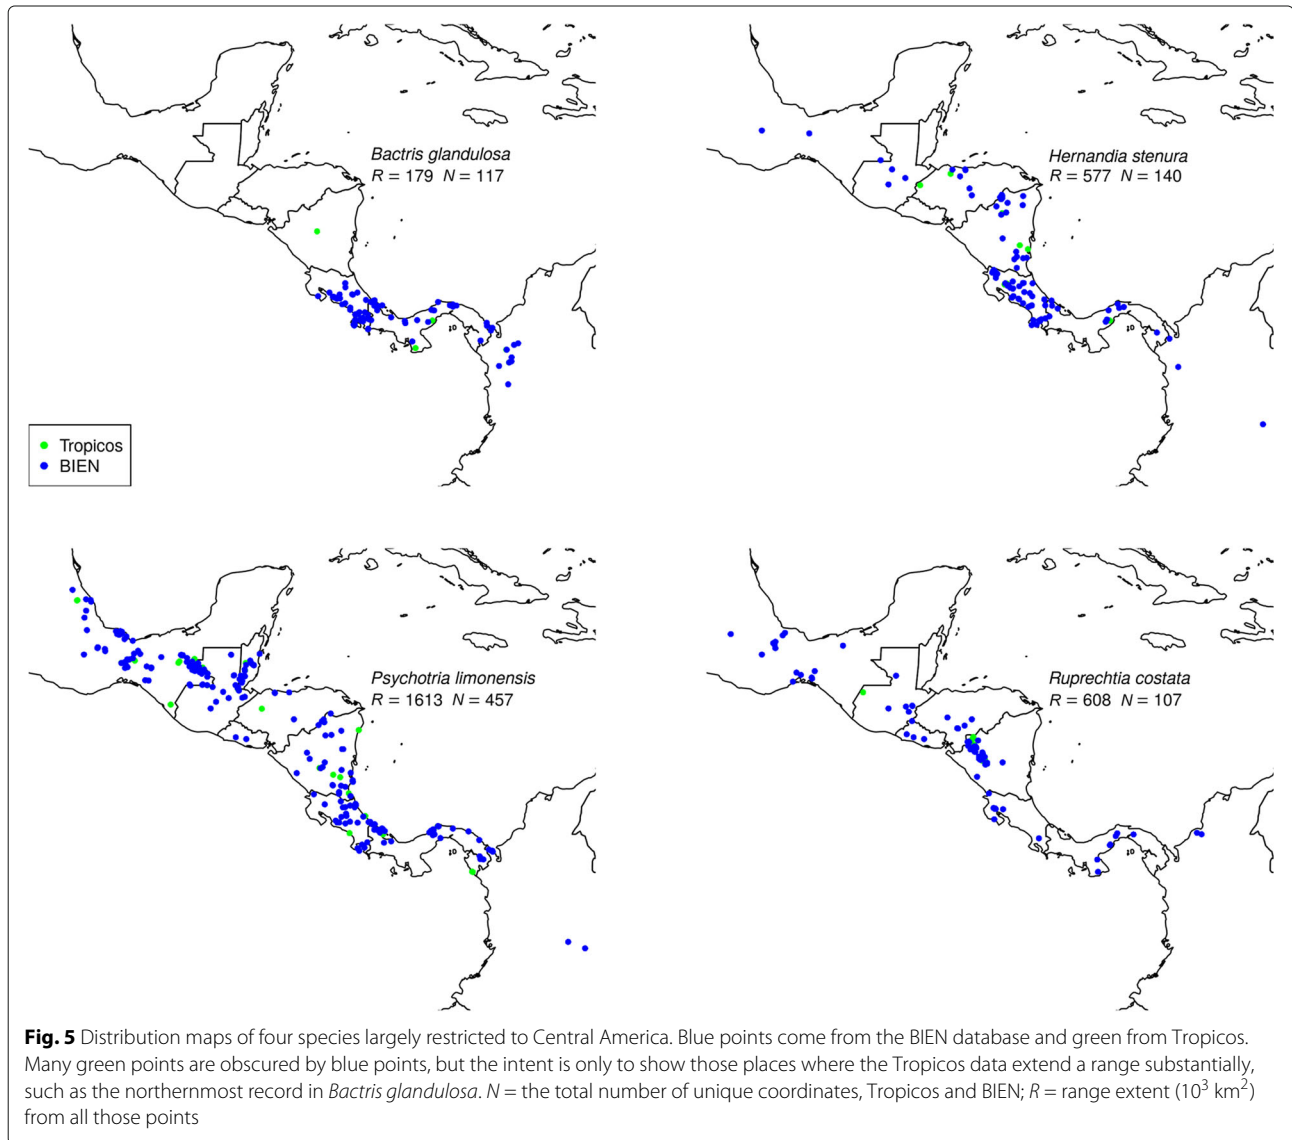 Bactris glandulosa
R = 179 N = 117
Hernandia stenura
R = 577 N = 140
Tropicos
BIEN
Psychotria limonensis
R = 1613 N = 457
Ruprechtia costata
R = 608 N = 107
Fig. 5 Distribution maps of four species largely restricted to Central America. Blue points come from the BIEN database and green from Tropicos.
Many green points are obscured by blue points, but the intent is only to show those places where the Tropicos data extend a range substantially,
such as the northernmost record in Bactris glandulosa. N = the total number of unique coordinates, Tropicos and BIEN; R = range extent (10³ km²)
from all those points